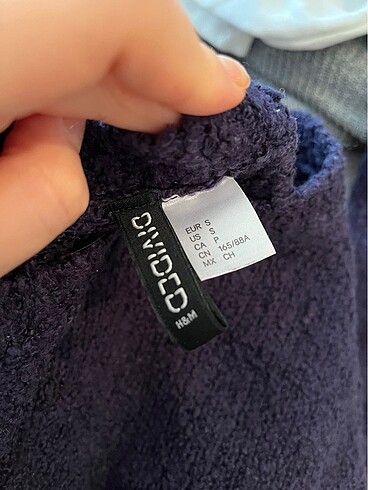 DIVIDED
H&M
EUR S
US S
CA P
CN 165/88A
MX CH